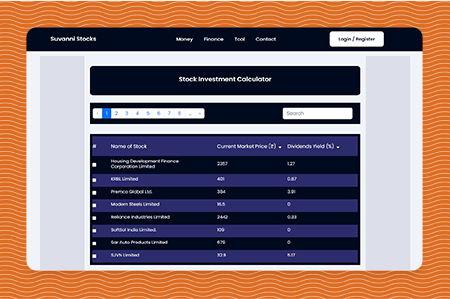 Suvanni Stocks
Money Finance Tool Contact
Login / Register
Stock Investment Calculator
1 2 3 4 5 6 7 8 ...
Search
# Name of Stock Current Market Price (₹) Dividends Yield (%)
Housing Development Finance
Corporation Limited 2357 1.27
KRBL Limited 401 0.87
Premco Global Ltd. 384 3.91
Modern Steels Limited 16.5 0
Reliance Industries Limited 2442 0.33
SoftSol India Limited. 109 0
Sar Auto Products Limited 675 0
SJVN Limited 32.8 5.17